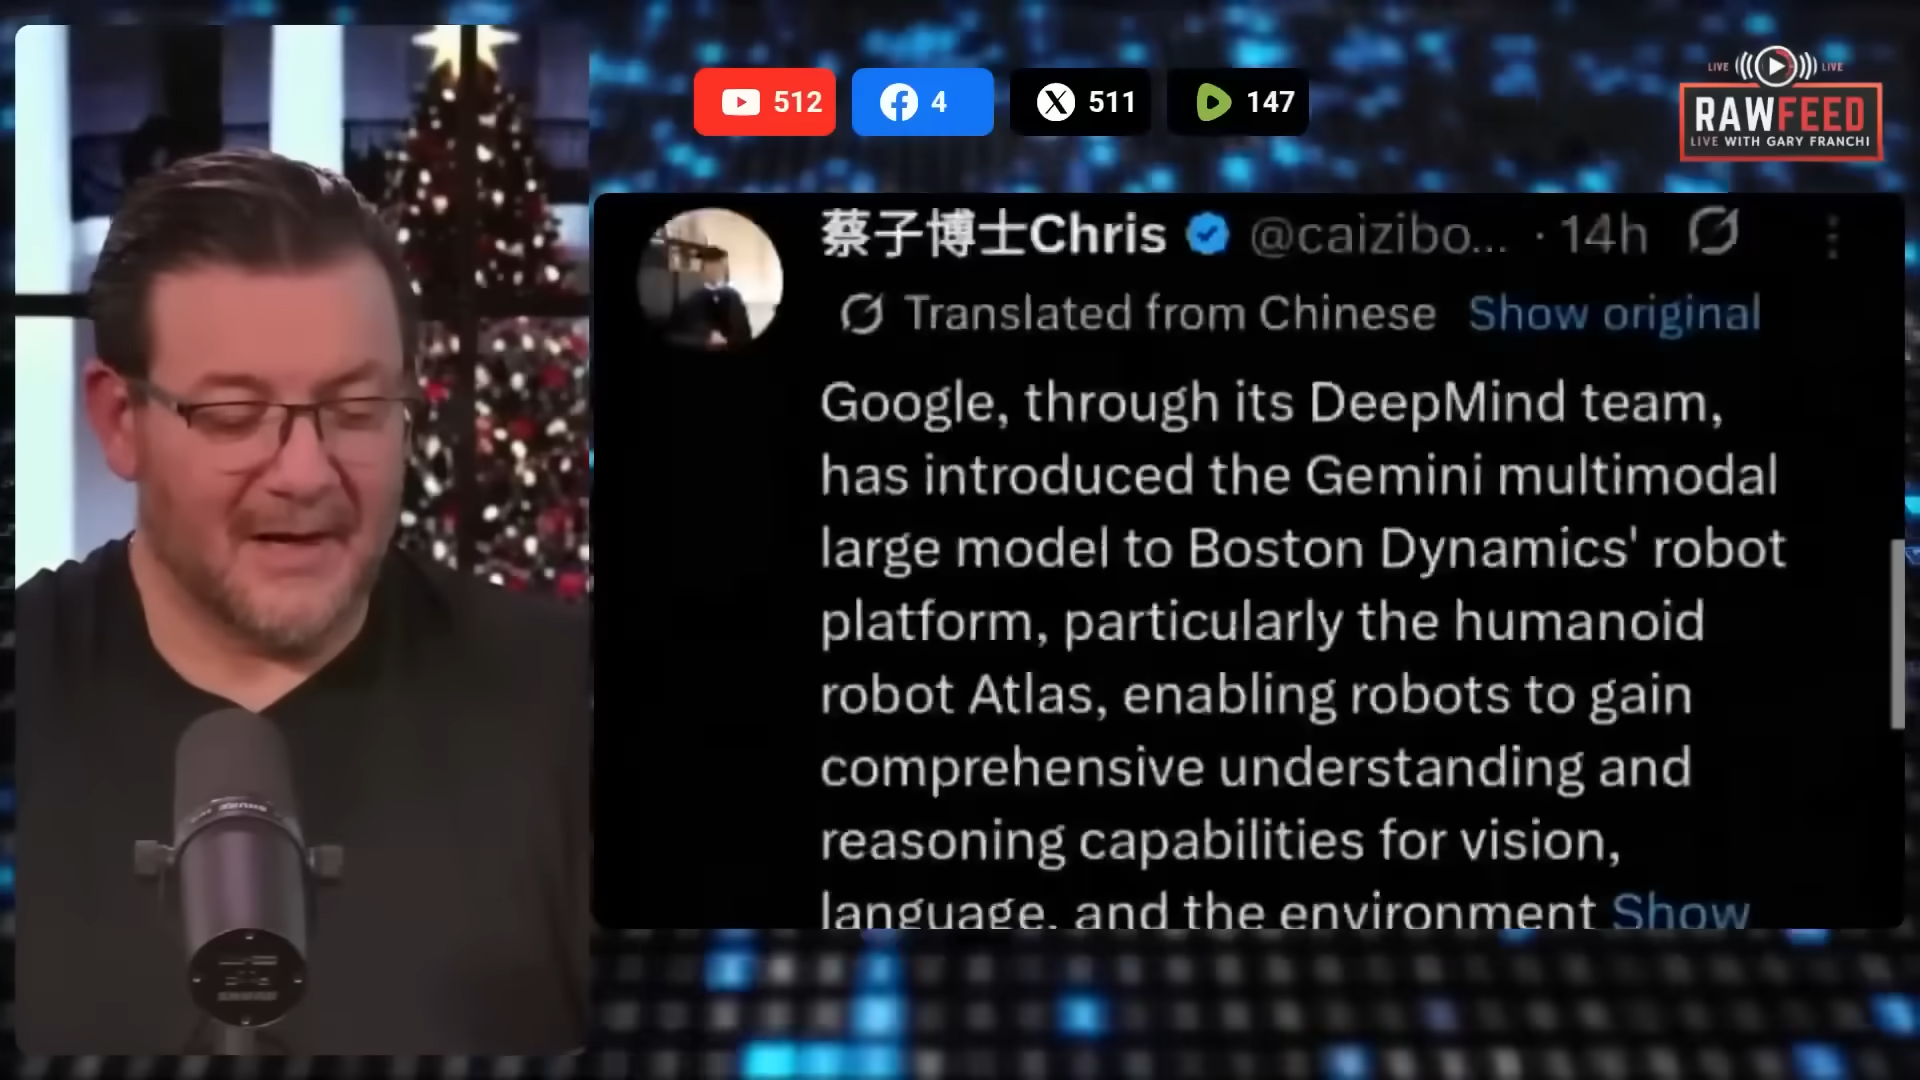 512
4
511
147
LIVE LIVE
RAWFEED
LIVE WITH GARY FRANCHI
蔡子博士Chris @caizibo... · 14h
Translated from Chinese Show original
Google, through its DeepMind team,
has introduced the Gemini multimodal
large model to Boston Dynamics' robot
platform, particularly the humanoid
robot Atlas, enabling robots to gain
comprehensive understanding and
reasoning capabilities for vision,
language, and the environment Show